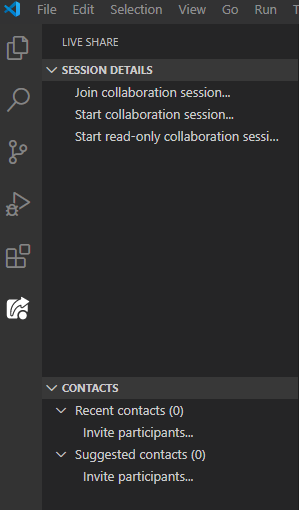 File Edit Selection View Go Run T
LIVE SHARE
SESSION DETAILS
Join collaboration session...
Start collaboration session...
Start read-only collaboration sessi...
CONTACTS
Recent contacts (0)
Invite participants...
Suggested contacts (0)
Invite participants...